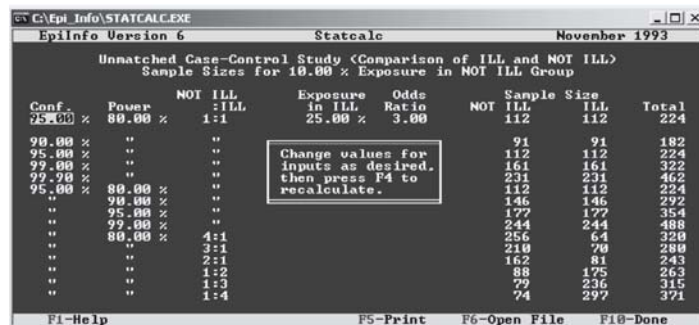 C:\Epi_Info\STATCALC.EXE
EpiInfo Version 6 Statcalc November 1993
Unmatched Case-Control Study (Comparison of ILL and NOT ILL)
Sample Sizes for 10.00 % Exposure in NOT ILL Group
NOT ILL Exposure Odds Sample Size
Conf. Power :ILL in ILL Ratio NOT ILL ILL Total
95.00 % 80.00 % 1:1 25.00 % 3.00 112 112 224
90.00 % " " 91 91 182
95.00 % " " 112 112 224
99.00 % " " 161 161 322
99.90 % " " 231 231 462
95.00 % 80.00 % " 112 112 224
" 90.00 % " 146 146 292
" 95.00 % " 177 177 354
" 99.00 % " 244 244 488
" 80.00 % 4:1 256 64 320
" " 3:1 210 70 280
" " 2:1 162 81 243
" " 1:2 88 175 263
" " 1:3 79 236 315
" " 1:4 74 297 371
Change values for
inputs as desired,
then press F4 to
recalculate.
F1-Help F5-Print F6-Open File F10-Done